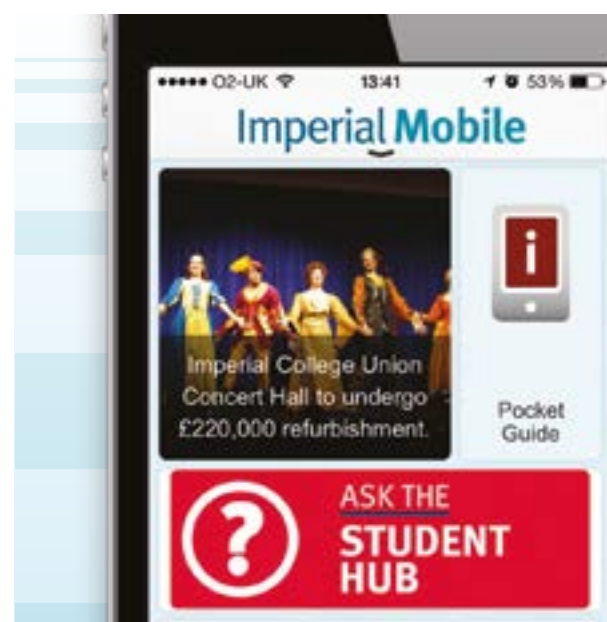 O2-UK 13:41 53%
Imperial Mobile
Imperial College Union
Concert Hall to undergo
£220,000 refurbishment.
i
Pocket
Guide
?
ASK THE
STUDENT
HUB